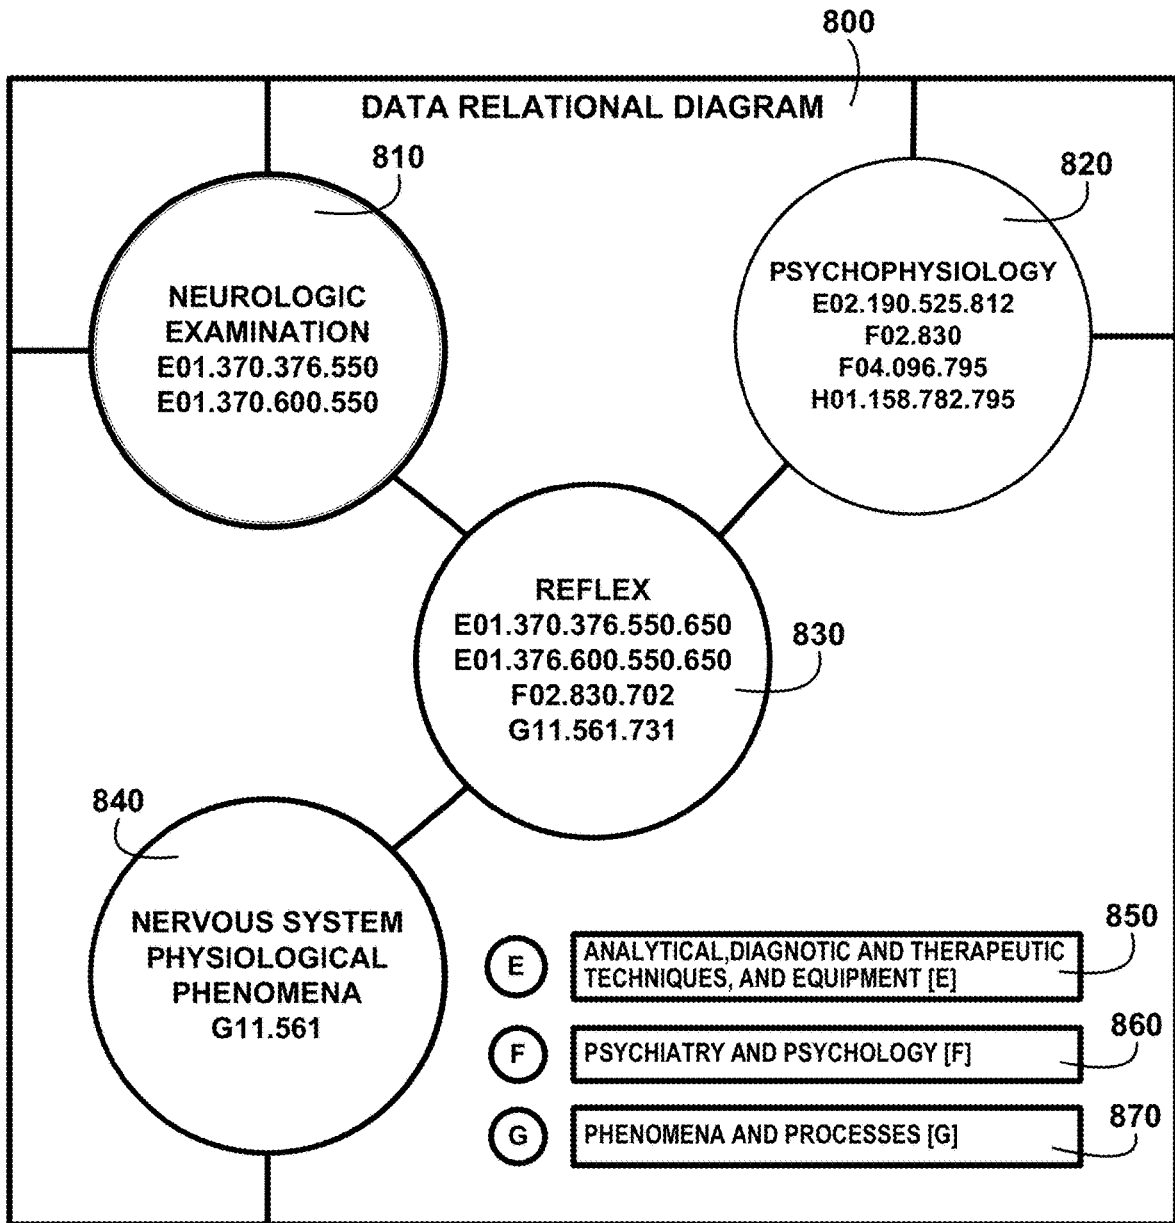 800
DATA RELATIONAL DIAGRAM
810
NEUROLOGIC
EXAMINATION
E01.370.376.550
E01.370.600.550
820
PSYCHOPHYSIOLOGY
E02.190.525.812
F02.830
F04.096.795
H01.158.782.795
REFLEX
E01.370.376.550.650
E01.376.600.550.650
F02.830.702
G11.561.731
830
840
NERVOUS SYSTEM
PHYSIOLOGICAL
PHENOMENA
G11.561
850
E
ANALYTICAL,DIAGNOTIC AND THERAPEUTIC
TECHNIQUES, AND EQUIPMENT [E]
860
F
PSYCHIATRY AND PSYCHOLOGY [F]
870
G
PHENOMENA AND PROCESSES [G]